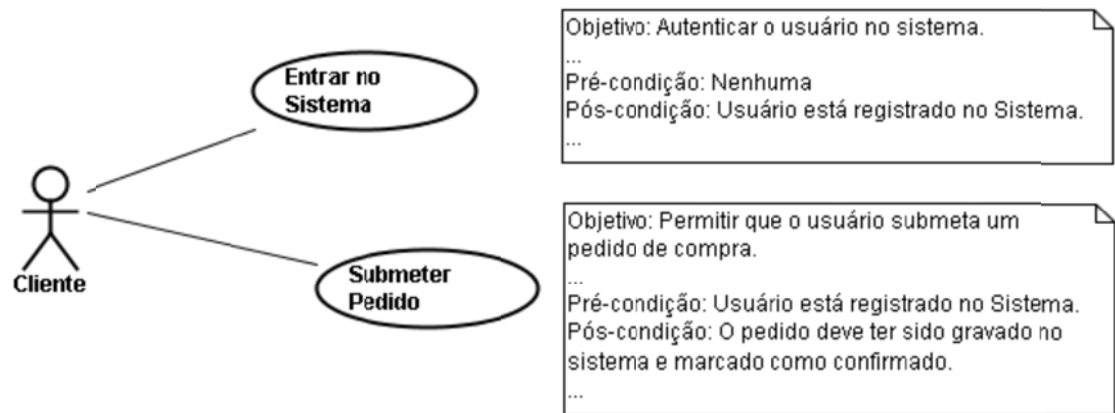 Entrar no
Sistema
Objetivo: Autenticar o usuário no sistema.
...
Pré-condição: Nenhuma
Pós-condição: Usuário está registrado no Sistema.
...
Cliente
Submeter
Pedido
Objetivo: Permitir que o usuário submeta um
pedido de compra.
...
Pré-condição: Usuário está registrado no Sistema.
Pós-condição: O pedido deve ter sido gravado no
sistema e marcado como confirmado.
...